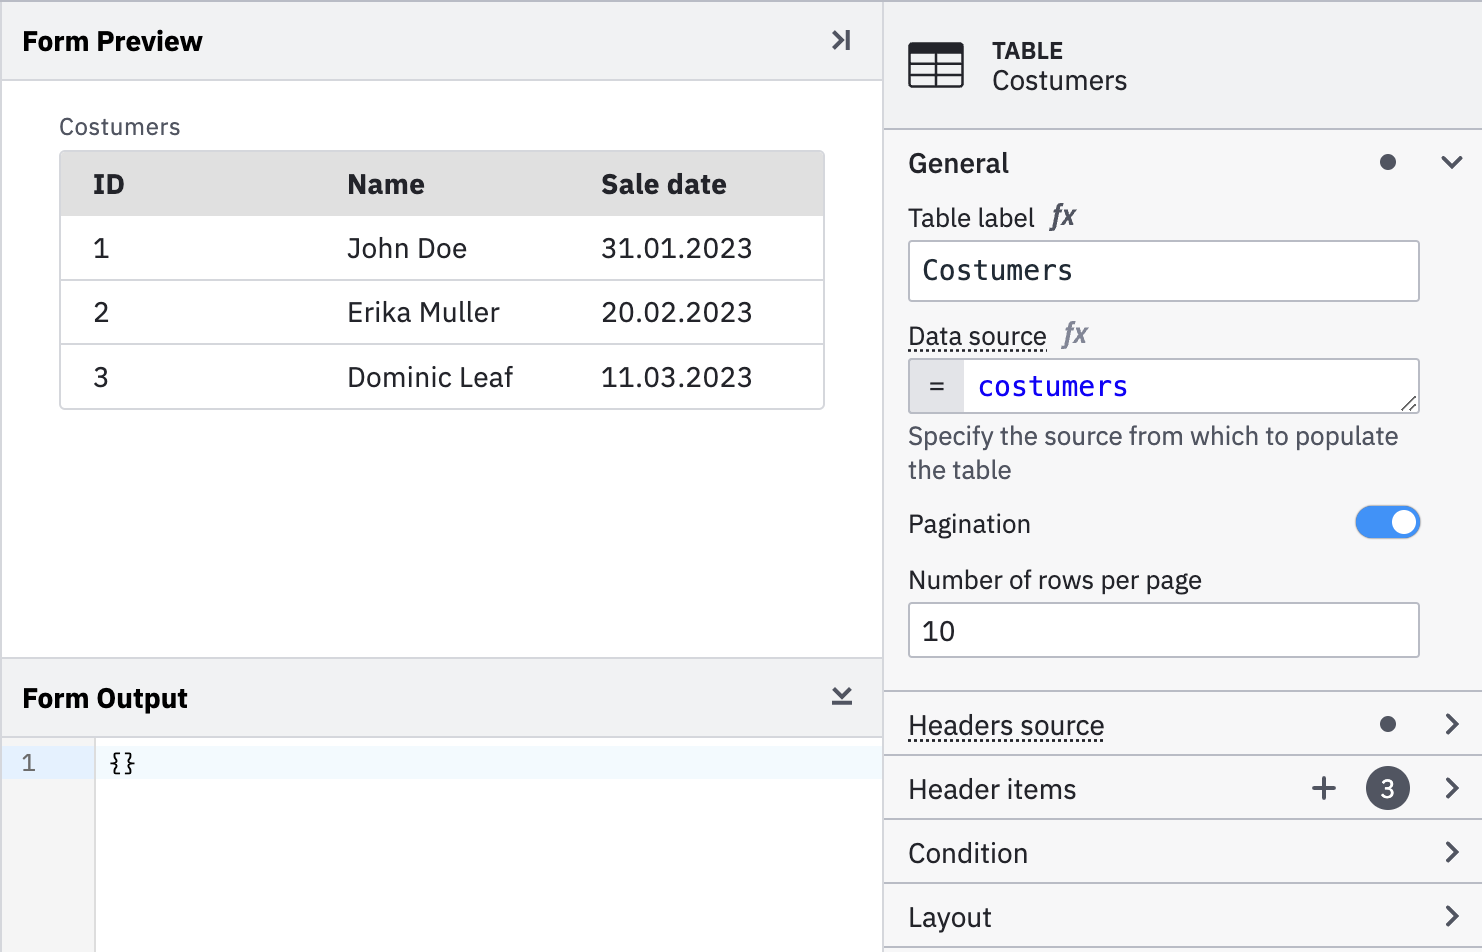 Form Preview
Costumers
ID Name Sale date
1 John Doe 31.01.2023
2 Erika Muller 20.02.2023
3 Dominic Leaf 11.03.2023
Form Output
1 {}
TABLE
Costumers
General
Table label fx
Costumers
Data source fx
= costumers
Specify the source from which to populate
the table
Pagination
Number of rows per page
10
Headers source
Header items + 3
Condition
Layout